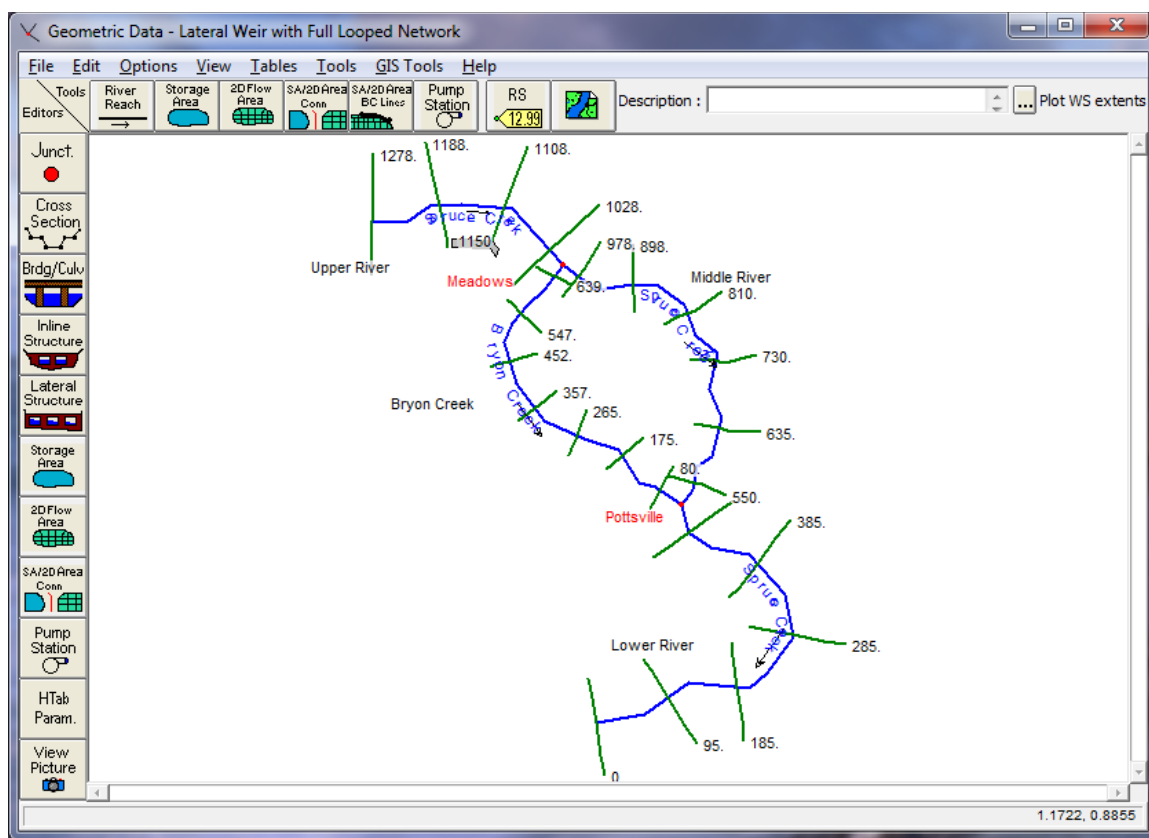 Geometric Data - Lateral Weir with Full Looped Network
File Edit Options View Tables Tools GIS Tools Help
Tools
Editors
River
Reach
Storage
Area
2D Flow
Area
SA/2D Area
Conn
SA/2D Area
BC Lines
Pump
Station
RS
12.99
Description :
...
Plot WS extents
Junct.
Cross
Section
Brdg/Culv
Inline
Structure
Lateral
Structure
Storage
Area
2D Flow
Area
SA/2D Area
Conn
Pump
Station
HTab
Param.
View
Picture
1278.
1188.
1108.
1028.
1150
Upper River
Meadows
978.
898.
639.
Middle River
810.
547.
730.
452.
Bryon Creek
357.
Bryon Creek
265.
635.
175.
80.
550.
Pottsville
385.
285.
Lower River
185.
95.
0
1.1722, 0.8855